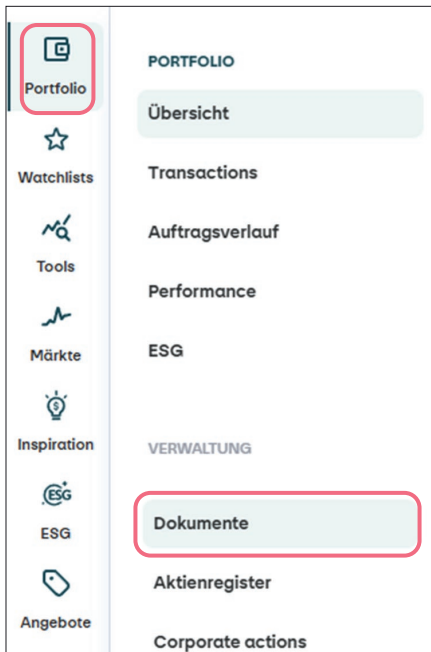 Portfolio
Watchlists
Tools
Märkte
Inspiration
ESG
ESG
Angebote
PORTFOLIO
Übersicht
Transactions
Auftragsverlauf
Performance
ESG
VERWALTUNG
Dokumente
Aktienregister
Corporate actions